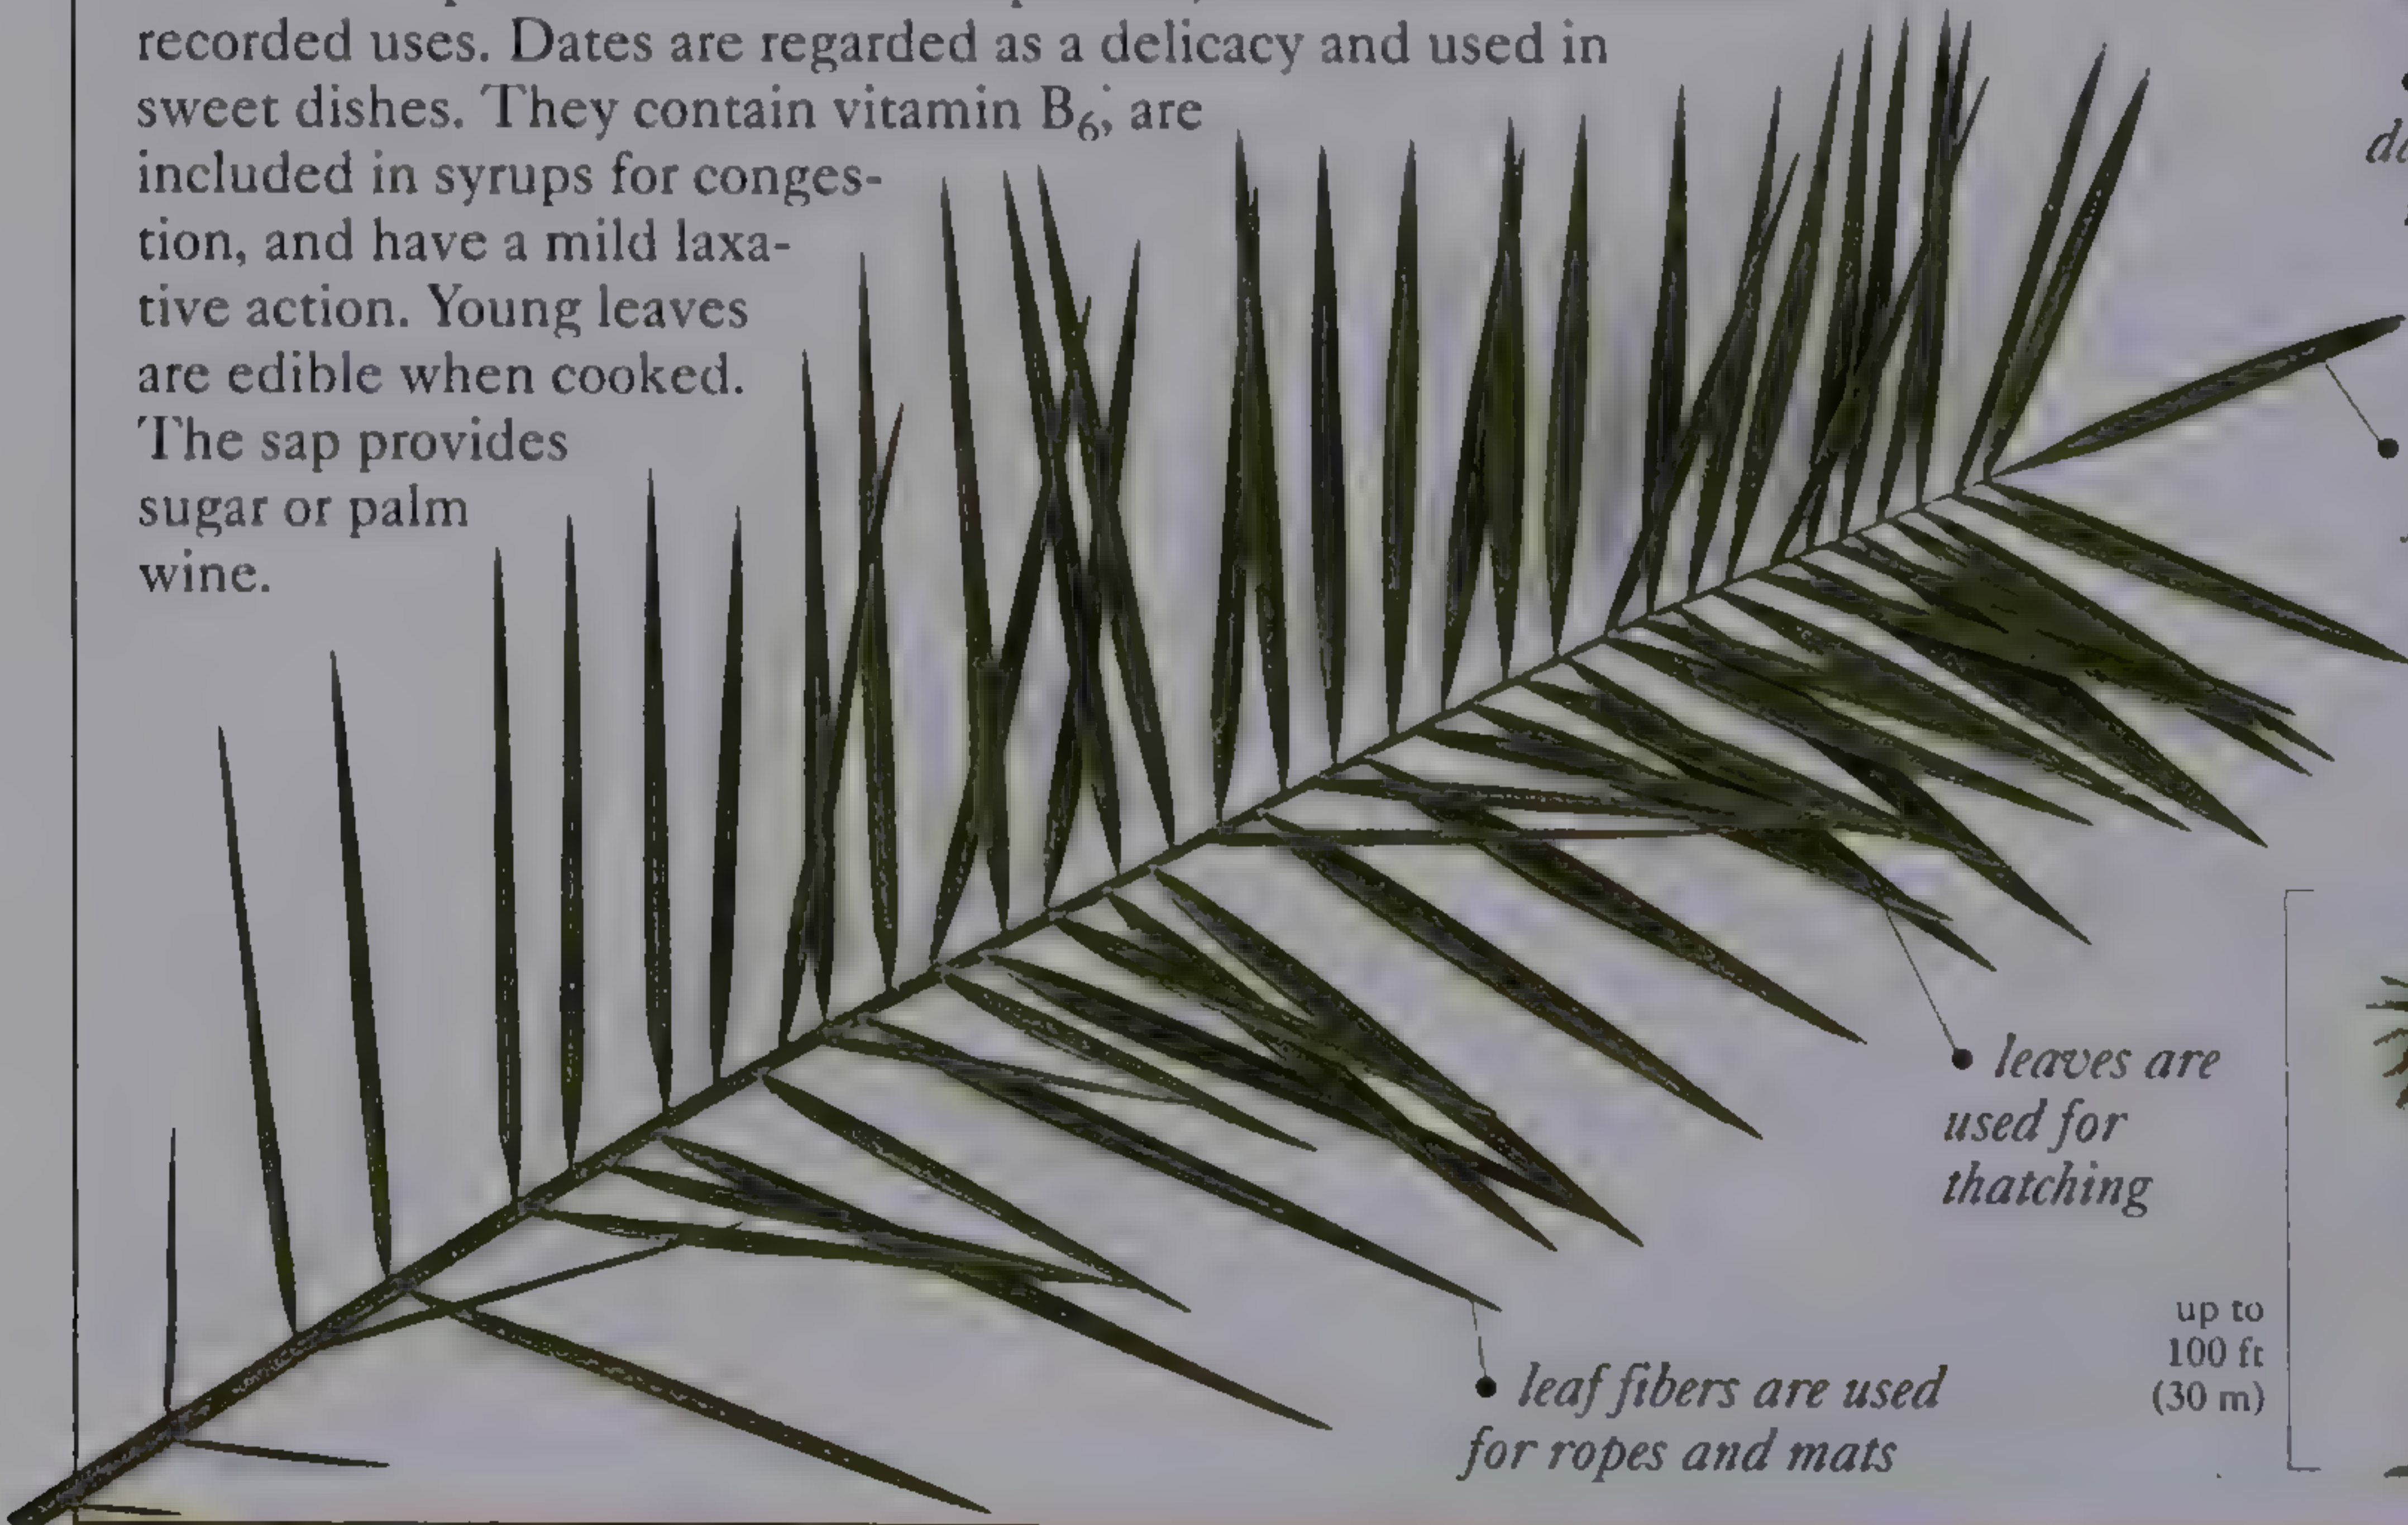 recorded uses. Dates are regarded as a delicacy and used in
sweet dishes. They contain vitamin B₆, are
included in syrups for conges-
tion, and have a mild laxa-
tive action. Young leaves
are edible when cooked.
The sap provides
sugar or palm
wine.
leaves are
used for
thatching
up to
100 ft
(30 m)
leaf fibers are used
for ropes and mats